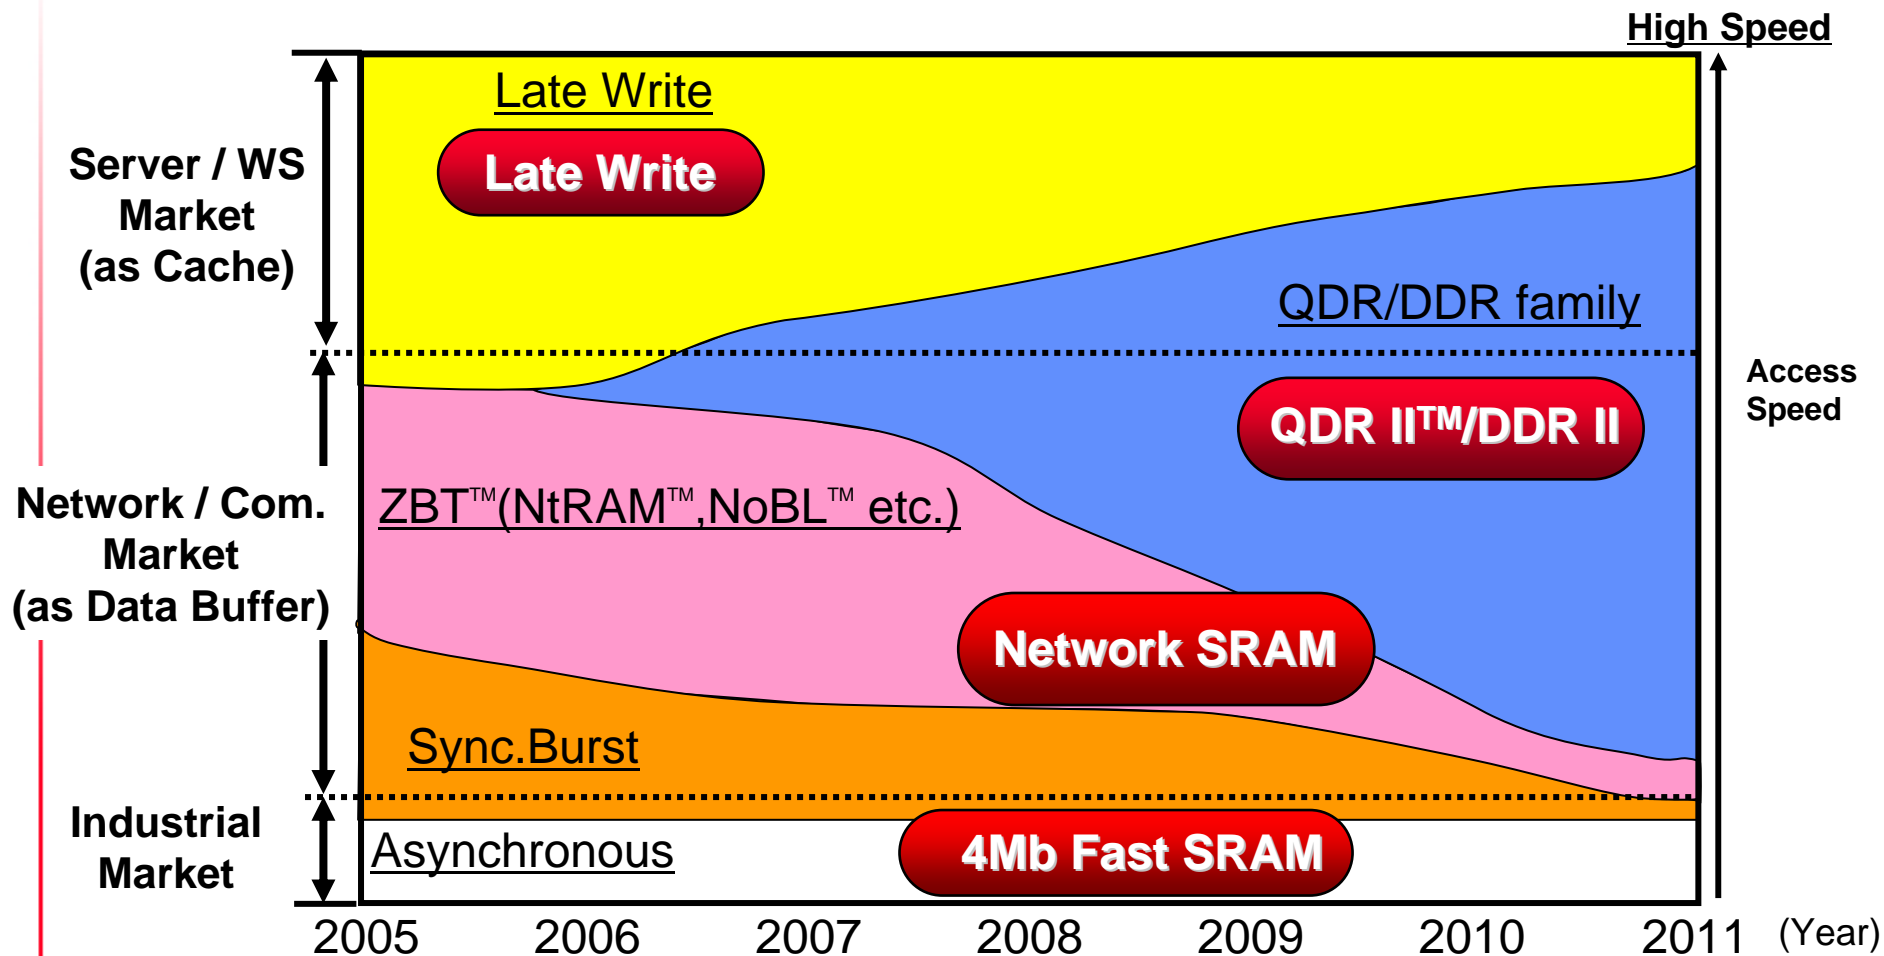 High Speed
Late Write
Late Write
Server / WS
Market
(as Cache)
QDR/DDR family
Access
Speed
QDR II™/DDR II
ZBT™(NtRAM™,NoBL™ etc.)
Network / Com.
Market
(as Data Buffer)
Network SRAM
Sync.Burst
Industrial
Market
Asynchronous
4Mb Fast SRAM
2005 2006 2007 2008 2009 2010 2011 (Year)